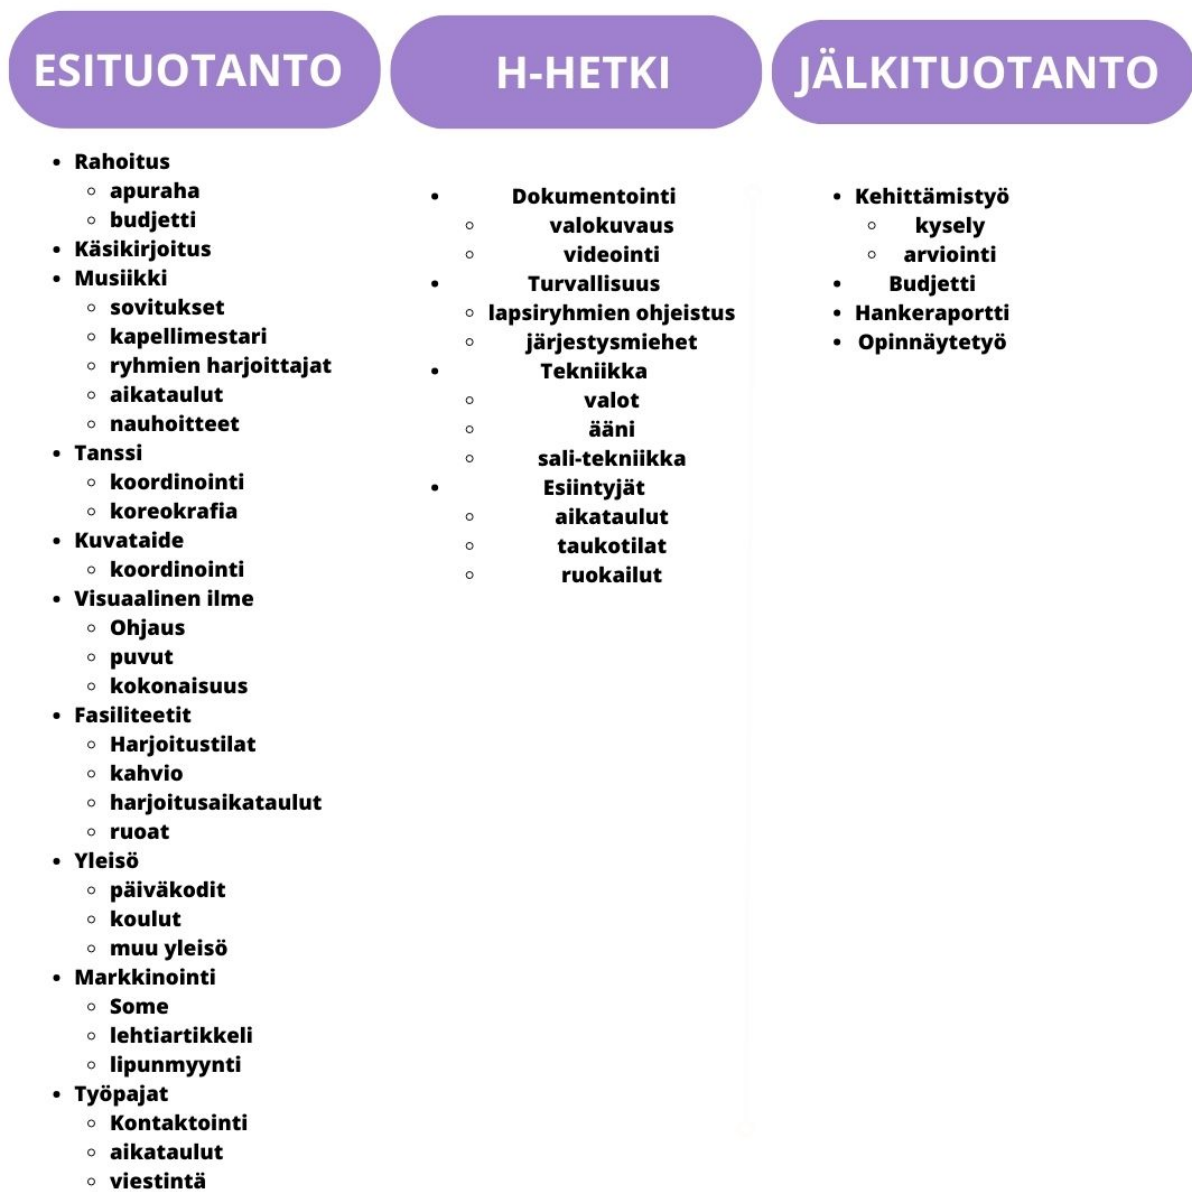 ESITUOTANTO
• Rahoitus
◦ apuraha
◦ budjetti
• Käsikirjoitus
• Musiikki
◦ sovitukset
◦ kapellimestari
◦ ryhmien harjoittajat
◦ aikataulut
◦ nauhoitteet
• Tanssi
◦ koordinointi
◦ koreokrafia
• Kuvataide
◦ koordinointi
• Visuaalinen ilme
◦ Ohjaus
◦ puvut
◦ kokonaisuus
• Fasiliteetit
◦ Harjoitustilat
◦ kahvio
◦ harjoitusaikataulut
◦ ruoat
• Yleisö
◦ päiväkodit
◦ koulut
◦ muu yleisö
• Markkinointi
◦ Some
◦ lehtiartikkeli
◦ lipunmyynti
• Työpajat
◦ Kontaktointi
◦ aikataulut
◦ viestintä
H-HETKI
• Dokumentointi
◦ valokuvaus
◦ videointi
• Turvallisuus
◦ lapsiryhmien ohjeistus
◦ järjestysmiehet
• Tekniikka
◦ valot
◦ ääni
◦ sali-tekniikka
• Esiintyjät
◦ aikataulut
◦ taukotilat
◦ ruokailut
JÄLKITUOTANTO
• Kehittämistyö
◦ kysely
◦ arviointi
• Budjetti
• Hankeraportti
• Opinnäytetyö